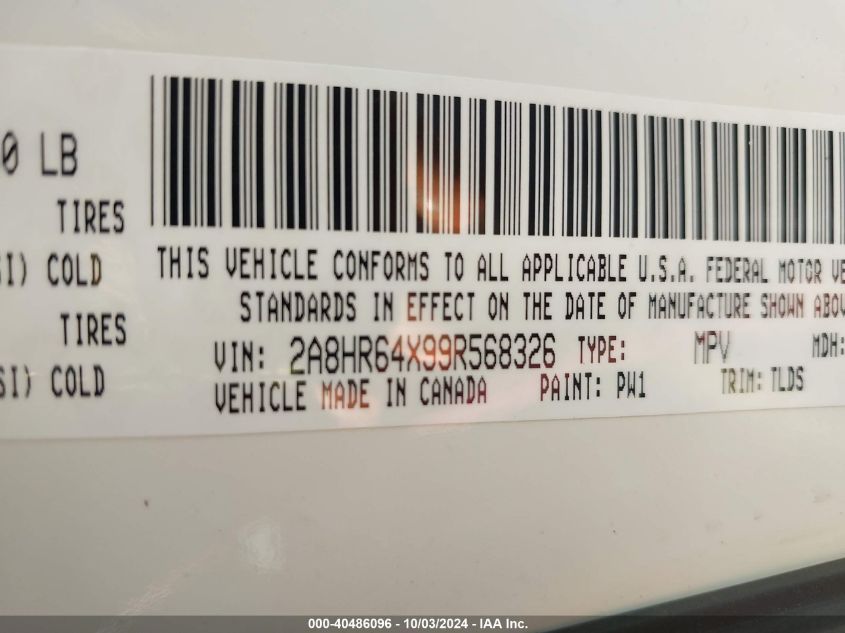 0 LB
TIRES
SI) COLD
TIRES
SI) COLD
THIS VEHICLE CONFORMS TO ALL APPLICABLE U.S.A. FEDERAL MOTOR VE
STANDARDS IN EFFECT ON THE DATE OF MANUFACTURE SHOWN ABOV
VIN: 2A8HR64X99R568326 TYPE: MPV MDH:
VEHICLE MADE IN CANADA PAINT: PW1 TRIM: TLDS
000-40486096 - 10/03/2024 - IAA Inc.